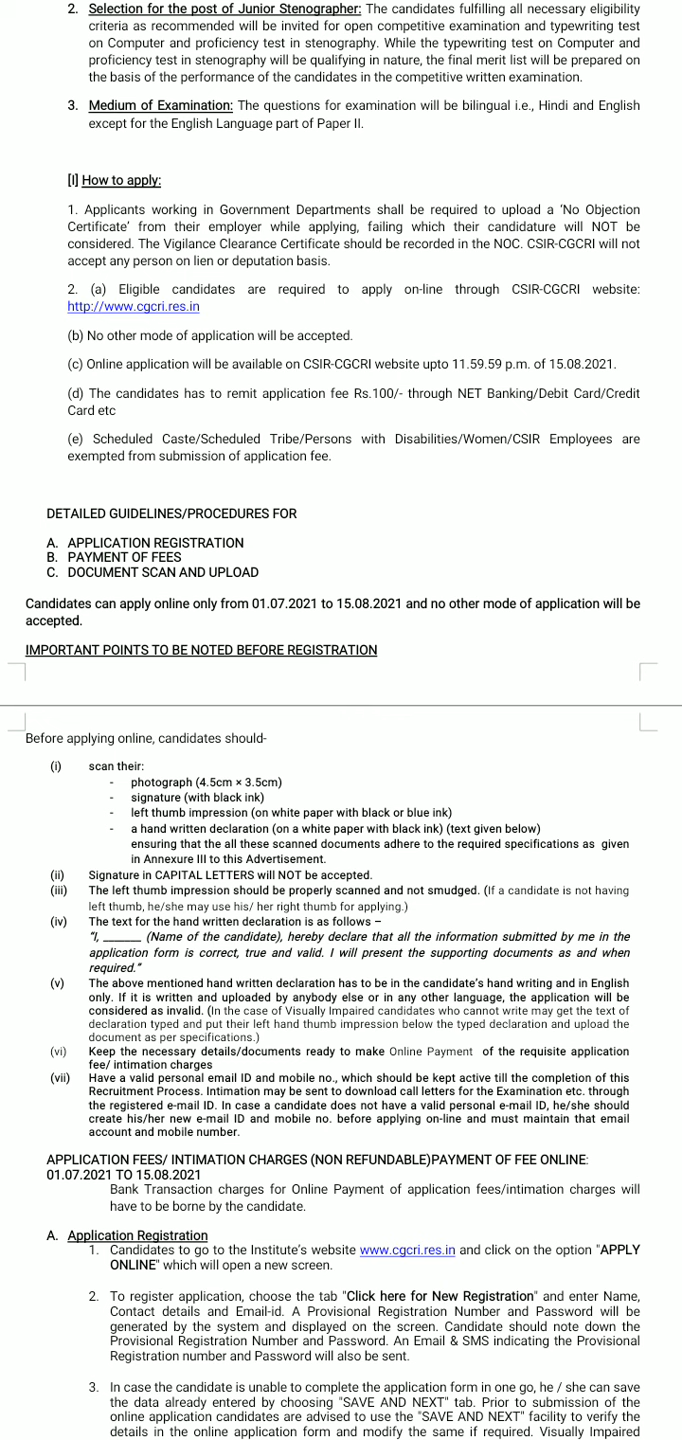 2. Selection for the post of Junior Stenographer: The candidates fulfilling all necessary eligibility
criteria as recommended will be invited for open competitive examination and typewriting test
on Computer and proficiency test in stenography. While the typewriting test on Computer and
proficiency test in stenography will be qualifying in nature, the final merit list will be prepared on
the basis of the performance of the candidates in the competitive written examination.
3. Medium of Examination: The questions for examination will be bilingual i.e., Hindi and English
except for the English Language part of Paper II.
[I] How to apply:
1. Applicants working in Government Departments shall be required to upload a ‘No Objection
Certificate’ from their employer while applying, failing which their candidature will NOT be
considered. The Vigilance Clearance Certificate should be recorded in the NOC. CSIR-CGCRI will not
accept any person on lien or deputation basis.
2. (a) Eligible candidates are required to apply on-line through CSIR-CGCRI website:
http://www.cgcri.res.in
(b) No other mode of application will be accepted.
(c) Online application will be available on CSIR-CGCRI website upto 11.59.59 p.m. of 15.08.2021.
(d) The candidates has to remit application fee Rs.100/- through NET Banking/Debit Card/Credit
Card etc
(e) Scheduled Caste/Scheduled Tribe/Persons with Disabilities/Women/CSIR Employees are
exempted from submission of application fee.
DETAILED GUIDELINES/PROCEDURES FOR
A. APPLICATION REGISTRATION
B. PAYMENT OF FEES
C. DOCUMENT SCAN AND UPLOAD
Candidates can apply online only from 01.07.2021 to 15.08.2021 and no other mode of application will be
accepted.
IMPORTANT POINTS TO BE NOTED BEFORE REGISTRATION
Before applying online, candidates should-
(i) scan their:
- photograph (4.5cm × 3.5cm)
- signature (with black ink)
- left thumb impression (on white paper with black or blue ink)
- a hand written declaration (on a white paper with black ink) (text given below)
ensuring that the all these scanned documents adhere to the required specifications as given
in Annexure III to this Advertisement.
(ii) Signature in CAPITAL LETTERS will NOT be accepted.
(iii) The left thumb impression should be properly scanned and not smudged. (If a candidate is not having
left thumb, he/she may use his/ her right thumb for applying.)
(iv) The text for the hand written declaration is as follows –
“I, _______ (Name of the candidate), hereby declare that all the information submitted by me in the
application form is correct, true and valid. I will present the supporting documents as and when
required.”
(v) The above mentioned hand written declaration has to be in the candidate’s hand writing and in English
only. If it is written and uploaded by anybody else or in any other language, the application will be
considered as invalid. (In the case of Visually Impaired candidates who cannot write may get the text of
declaration typed and put their left hand thumb impression below the typed declaration and upload the
document as per specifications.)
(vi) Keep the necessary details/documents ready to make Online Payment of the requisite application
fee/ intimation charges
(vii) Have a valid personal email ID and mobile no., which should be kept active till the completion of this
Recruitment Process. Intimation may be sent to download call letters for the Examination etc. through
the registered e-mail ID. In case a candidate does not have a valid personal e-mail ID, he/she should
create his/her new e-mail ID and mobile no. before applying on-line and must maintain that email
account and mobile number.
APPLICATION FEES/ INTIMATION CHARGES (NON REFUNDABLE)PAYMENT OF FEE ONLINE:
01.07.2021 TO 15.08.2021
Bank Transaction charges for Online Payment of application fees/intimation charges will
have to be borne by the candidate.
A. Application Registration
1. Candidates to go to the Institute’s website www.cgcri.res.in and click on the option "APPLY
ONLINE" which will open a new screen.
2. To register application, choose the tab "Click here for New Registration" and enter Name,
Contact details and Email-id. A Provisional Registration Number and Password will be
generated by the system and displayed on the screen. Candidate should note down the
Provisional Registration Number and Password. An Email & SMS indicating the Provisional
Registration number and Password will also be sent.
3. In case the candidate is unable to complete the application form in one go, he / she can save
the data already entered by choosing "SAVE AND NEXT" tab. Prior to submission of the
online application candidates are advised to use the "SAVE AND NEXT" facility to verify the
details in the online application form and modify the same if required. Visually Impaired